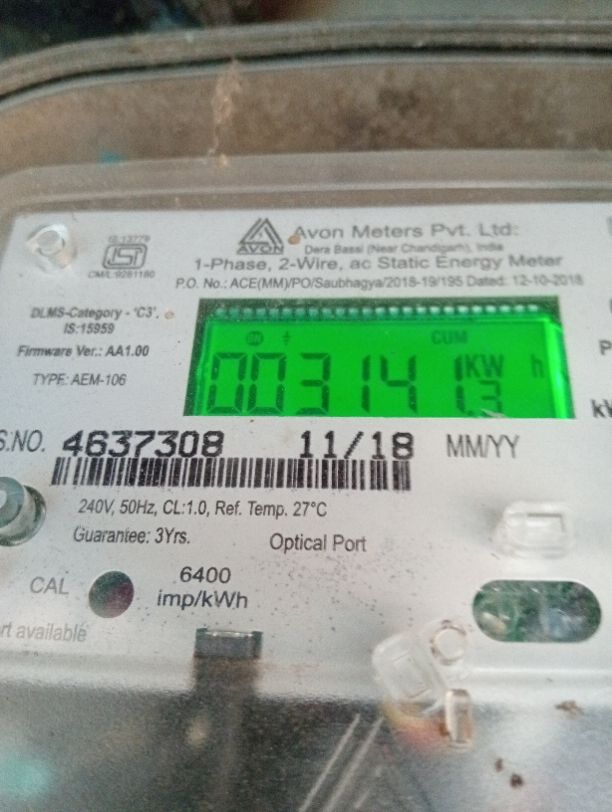 IS:13779
ISI
CM/L:9281180
AVON
Avon Meters Pvt. Ltd:
Dera Bassi (Near Chandigarh), India
1-Phase, 2-Wire, ac Static Energy Meter
P.O. No.: ACE(MM)/PO/Saubhagya/2018-19/195 Dated: 12-10-2018
DLMS-Category - 'C3'.
IS:15959
Firmware Ver.: AA1.00
TYPE: AEM-106
CUM
003141.3 KW h
S.NO. 4637308 11/18 MM/YY
240V, 50Hz, CL:1.0, Ref. Temp. 27°C
Guarantee: 3Yrs.
Optical Port
CAL
6400
imp/kWh
available